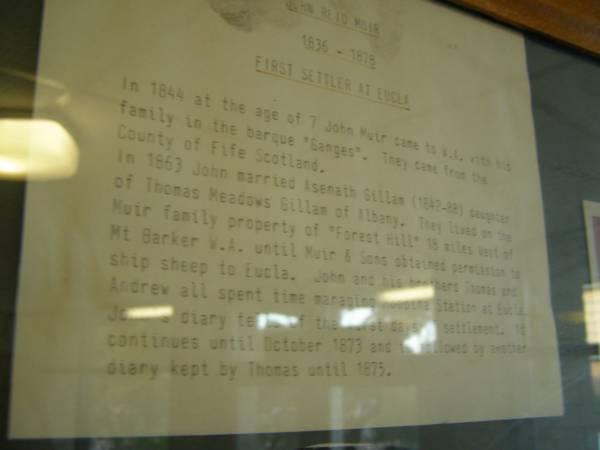 JOHN REID MUIR
1836 - 1878
FIRST SETTLER AT EUCLA
In 1844 at the age of 7 John Muir came to W.A. with his
family in the barque "Ganges". They came from the
County of Fife Scotland.
In 1863 John married Asenath Gillam (1842-88) daughter
of Thomas Meadows Gillam of Albany. They lived on the
Muir family property of "Forest Hill" 18 miles west of
Mt Barker W.A. until Muir & Sons obtained permission to
ship sheep to Eucla. John and his brothers Thomas and
Andrew all spent time managing Station at Eucla.
diary of the days of settlement. It
continues until October 1873 and is followed by another
diary kept by Thomas until 1875.